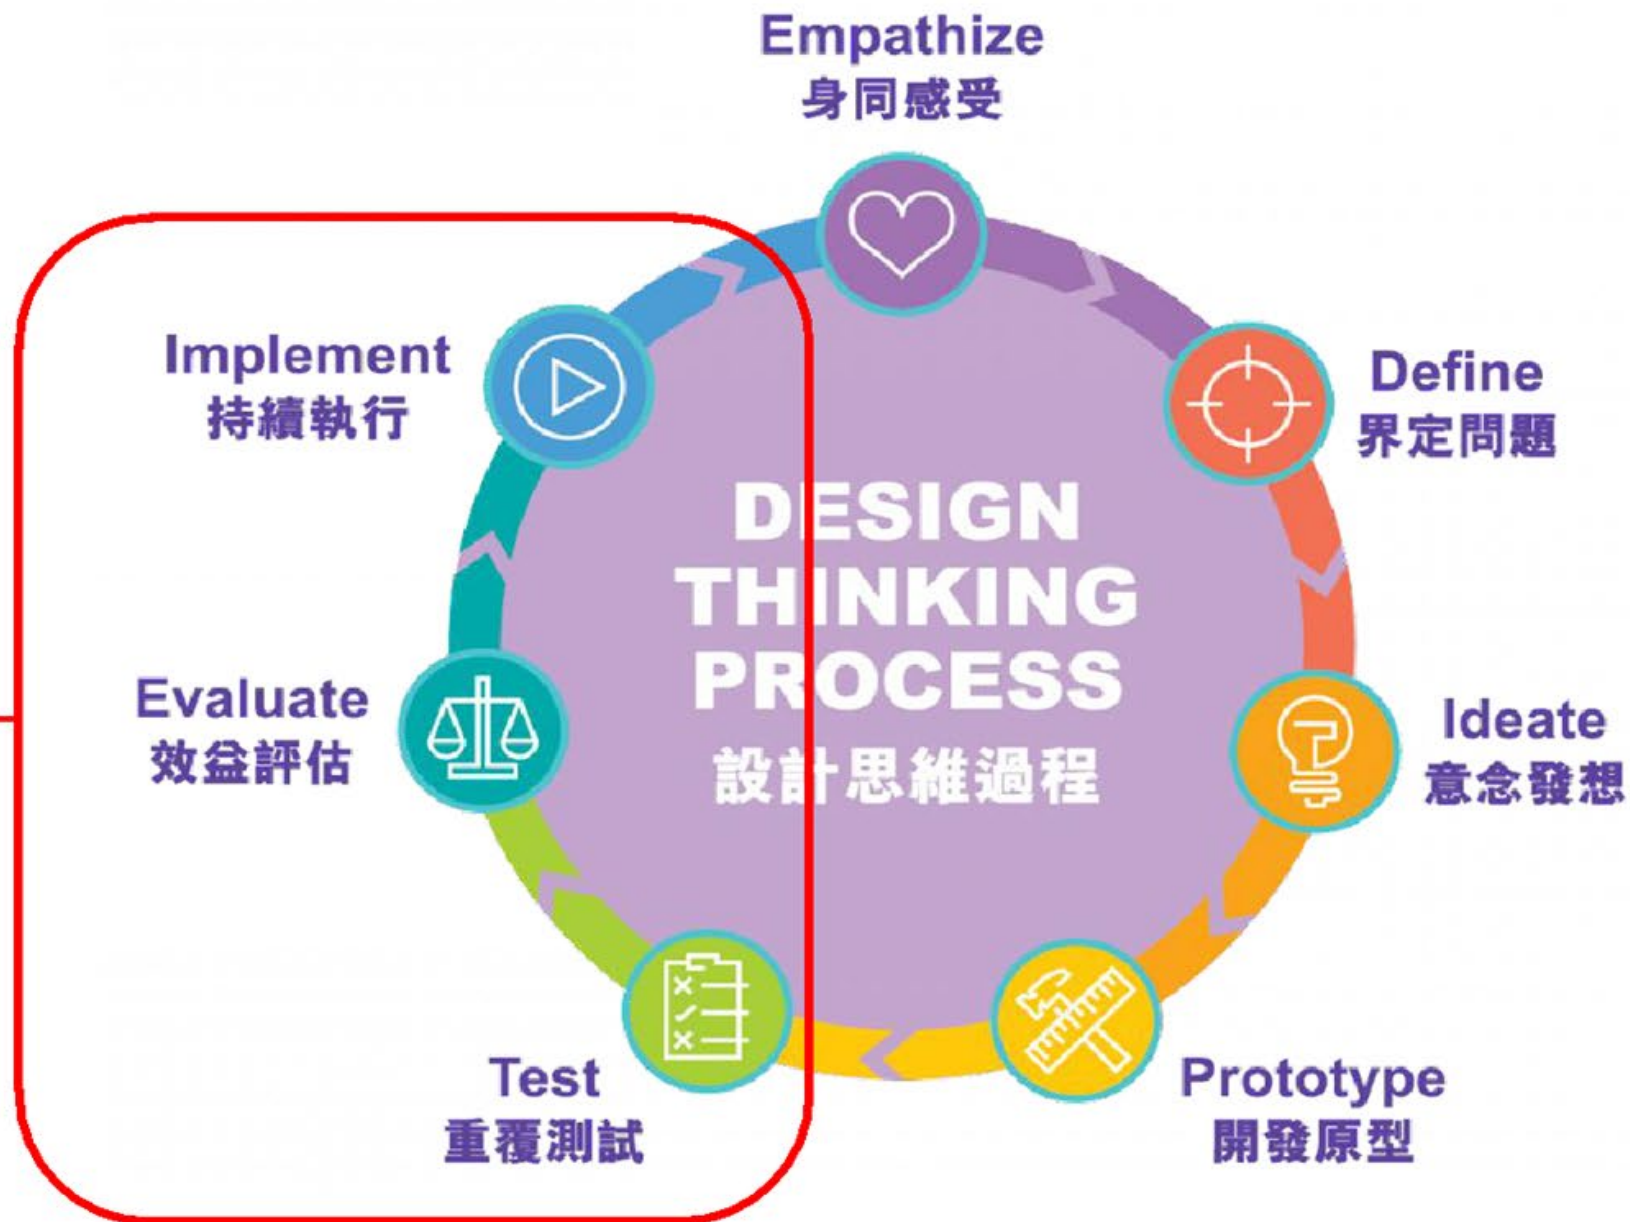 Empathize
身同感受
Define
界定問題
Ideate
意念發想
Prototype
開發原型
Test
重覆測試
Evaluate
效益評估
Implement
持續執行
DESIGN
THINKING
PROCESS
設計思維過程